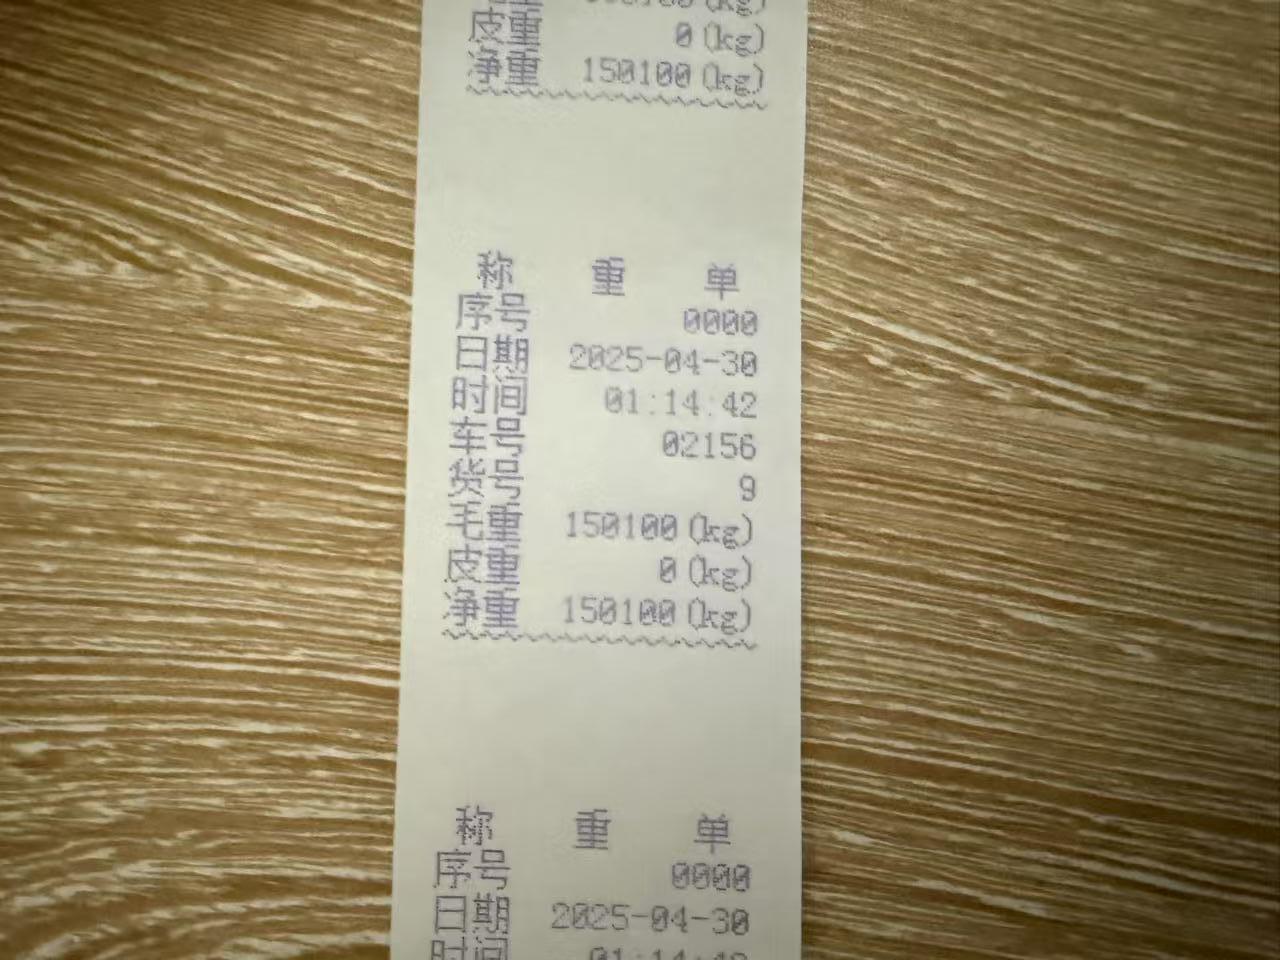 皮重 0(kg)
净重 150100(kg)
称 重 单
序号 0000
日期 2025-04-30
时间 01:14:42
车号 02156
货号 9
毛重 150100(kg)
皮重 0(kg)
净重 150100(kg)
称 重 单
序号 0000
日期 2025-04-30
时间